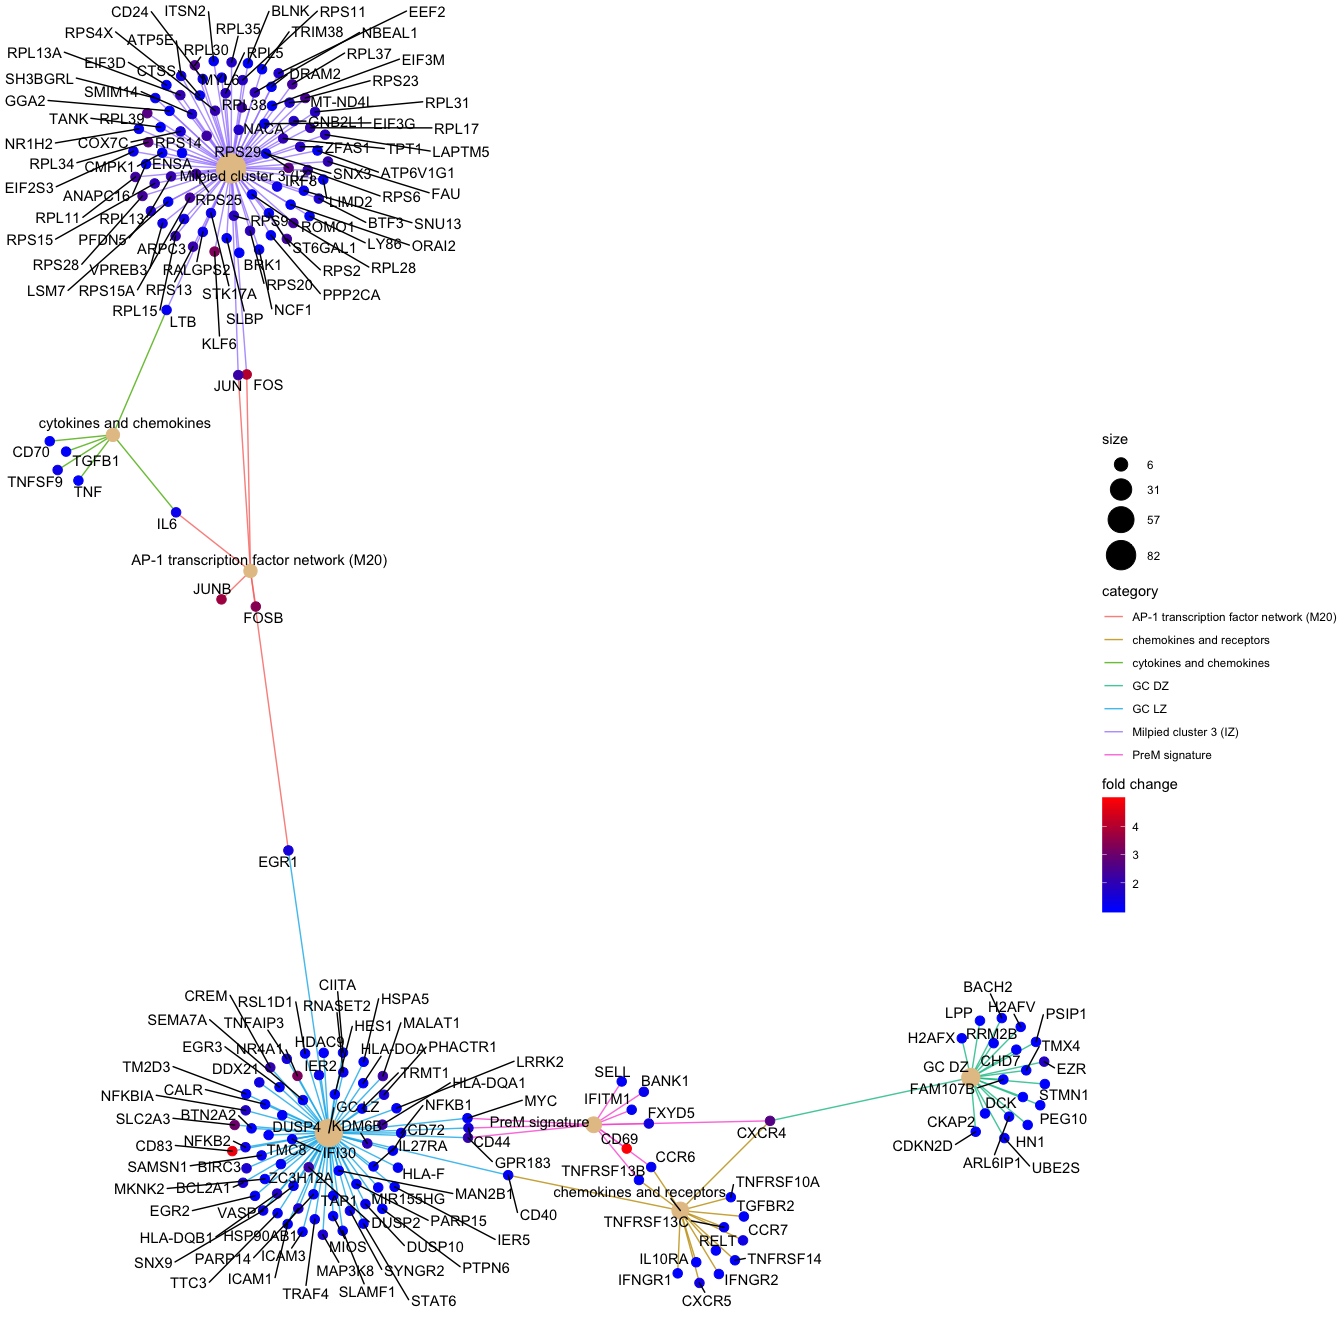 CD24
ITSN2
BLNK
RPS11
EEF2
RPS4X
ATP5E
RPL35
TRIM38
NBEAL1
RPL13A
EIF3D
RPL30
RPL5
RPL37
EIF3M
SH3BGRL
CTSS
MYL6
DRAM2
RPS23
GGA2
SMIM14
RPL38
MT-ND4L
RPL31
TANK
RPL39
NACA
GNB2L1
EIF3G
RPL17
NR1H2
COX7C
RPS14
RPS29
ZFAS1
TPT1
LAPTM5
RPL34
CMPK1
ENSA
Milpied cluster 3 (IZ)
IRF8
SNX3
ATP6V1G1
EIF2S3
ANAPC16
RPS25
LIMD2
RPS6
FAU
RPL11
RPL13
RPS9
ROMO1
BTF3
SNU13
RPS15
PFDN5
ARPC3
ST6GAL1
LY86
ORAI2
RPS28
VPREB3
RALGPS2
BRK1
RPS2
RPL28
LSM7
RPS15A
RPS13
STK17A
RPS20
PPP2CA
RPL15
LTB
SLBP
NCF1
KLF6
JUN
FOS
cytokines and chemokines
CD70
TGFB1
TNFSF9
TNF
IL6
AP-1 transcription factor network (M20)
JUNB
FOSB
EGR1
size
6
31
57
82
category
AP-1 transcription factor network (M20)
chemokines and receptors
cytokines and chemokines
GC DZ
GC LZ
Milpied cluster 3 (IZ)
PreM signature
fold change
4
3
2
CIITA
CREM
RSL1D1
RNASET2
HSPA5
SEMA7A
TNFAIP3
HES1
MALAT1
EGR3
NR4A1
HDAC9
HLA-DOA
PHACTR1
TM2D3
DDX21
IER2
TRMT1
LRRK2
NFKBIA
CALR
HLA-DQA1
SLC2A3
BTN2A2
GC LZ
NFKB1
MYC
CD83
NFKB2
DUSP4
KDM6B
CD72
CD44
SAMSN1
BIRC3
TMC8
IFI30
IL27RA
GPR183
MKNK2
BCL2A1
ZC3H12A
HLA-F
MAN2B1
EGR2
VASP
TAP1
MIR155HG
PARP15
CD40
HLA-DQB1
HSP90AB1
DUSP2
IER5
SNX9
PARP14
ICAM3
MIOS
DUSP10
PTPN6
TTC3
ICAM1
MAP3K8
SYNGR2
TRAF4
SLAMF1
STAT6
SELL
BANK1
IFITM1
FXYD5
PreM signature
CD69
CXCR4
CCR6
TNFRSF13B
chemokines and receptors
TNFRSF10A
TGFBR2
TNFRSF13C
CCR7
RELT
IL10RA
TNFRSF14
IFNGR1
IFNGR2
CXCR5
BACH2
LPP
H2AFV
PSIP1
H2AFX
RRM2B
TMX4
GC DZ
CHD7
EZR
FAM107B
STMN1
DCK
PEG10
CKAP2
HN1
CDKN2D
ARL6IP1
UBE2S